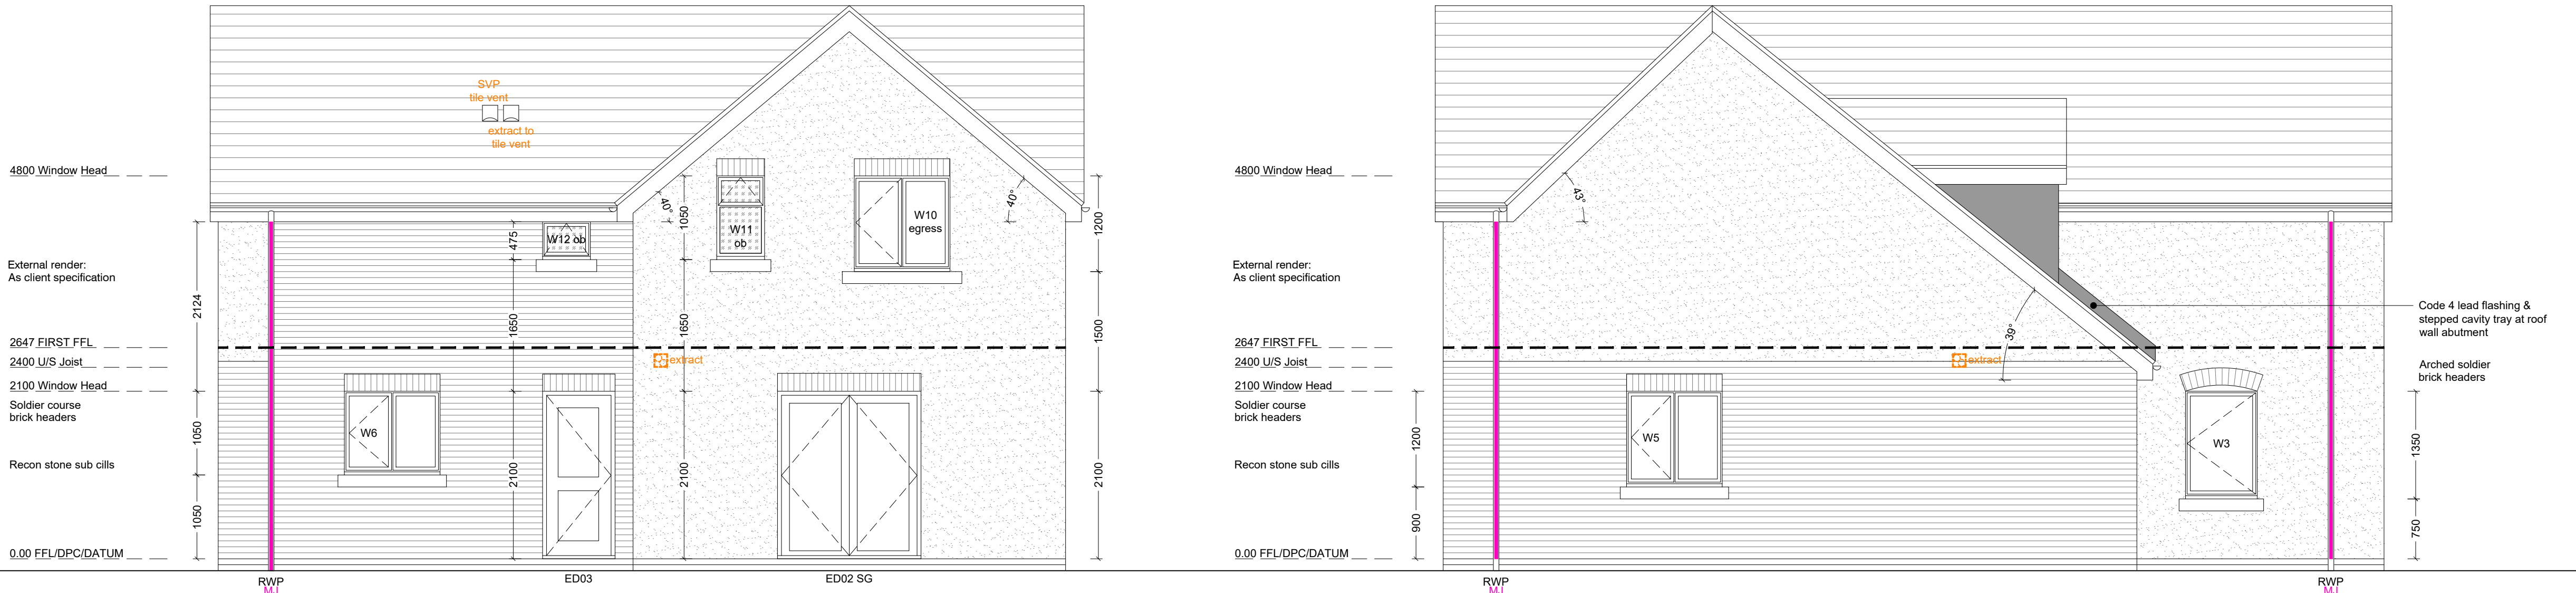 SVP
tile vent
extract to
tile vent
4800 Window Head
External render:
As client specification
2647 FIRST FFL
2400 U/S Joist
2100 Window Head
Soldier course
brick headers
Recon stone sub cills
0.00 FFL/DPC/DATUM
2124
1050
1050
475
1650
2100
W12 ob
W6
40°
1050
1650
2100
W11
ob
W10
egress
40°
extract
1200
1500
2100
RWP
MJ
ED03
ED02 SG
4800 Window Head
External render:
As client specification
2647 FIRST FFL
2400 U/S Joist
2100 Window Head
Soldier course
brick headers
Recon stone sub cills
0.00 FFL/DPC/DATUM
1200
900
43°
39°
extract
W5
W3
Code 4 lead flashing &
stepped cavity tray at roof
wall abutment
Arched soldier
brick headers
1350
750
RWP
MJ
RWP
MJ